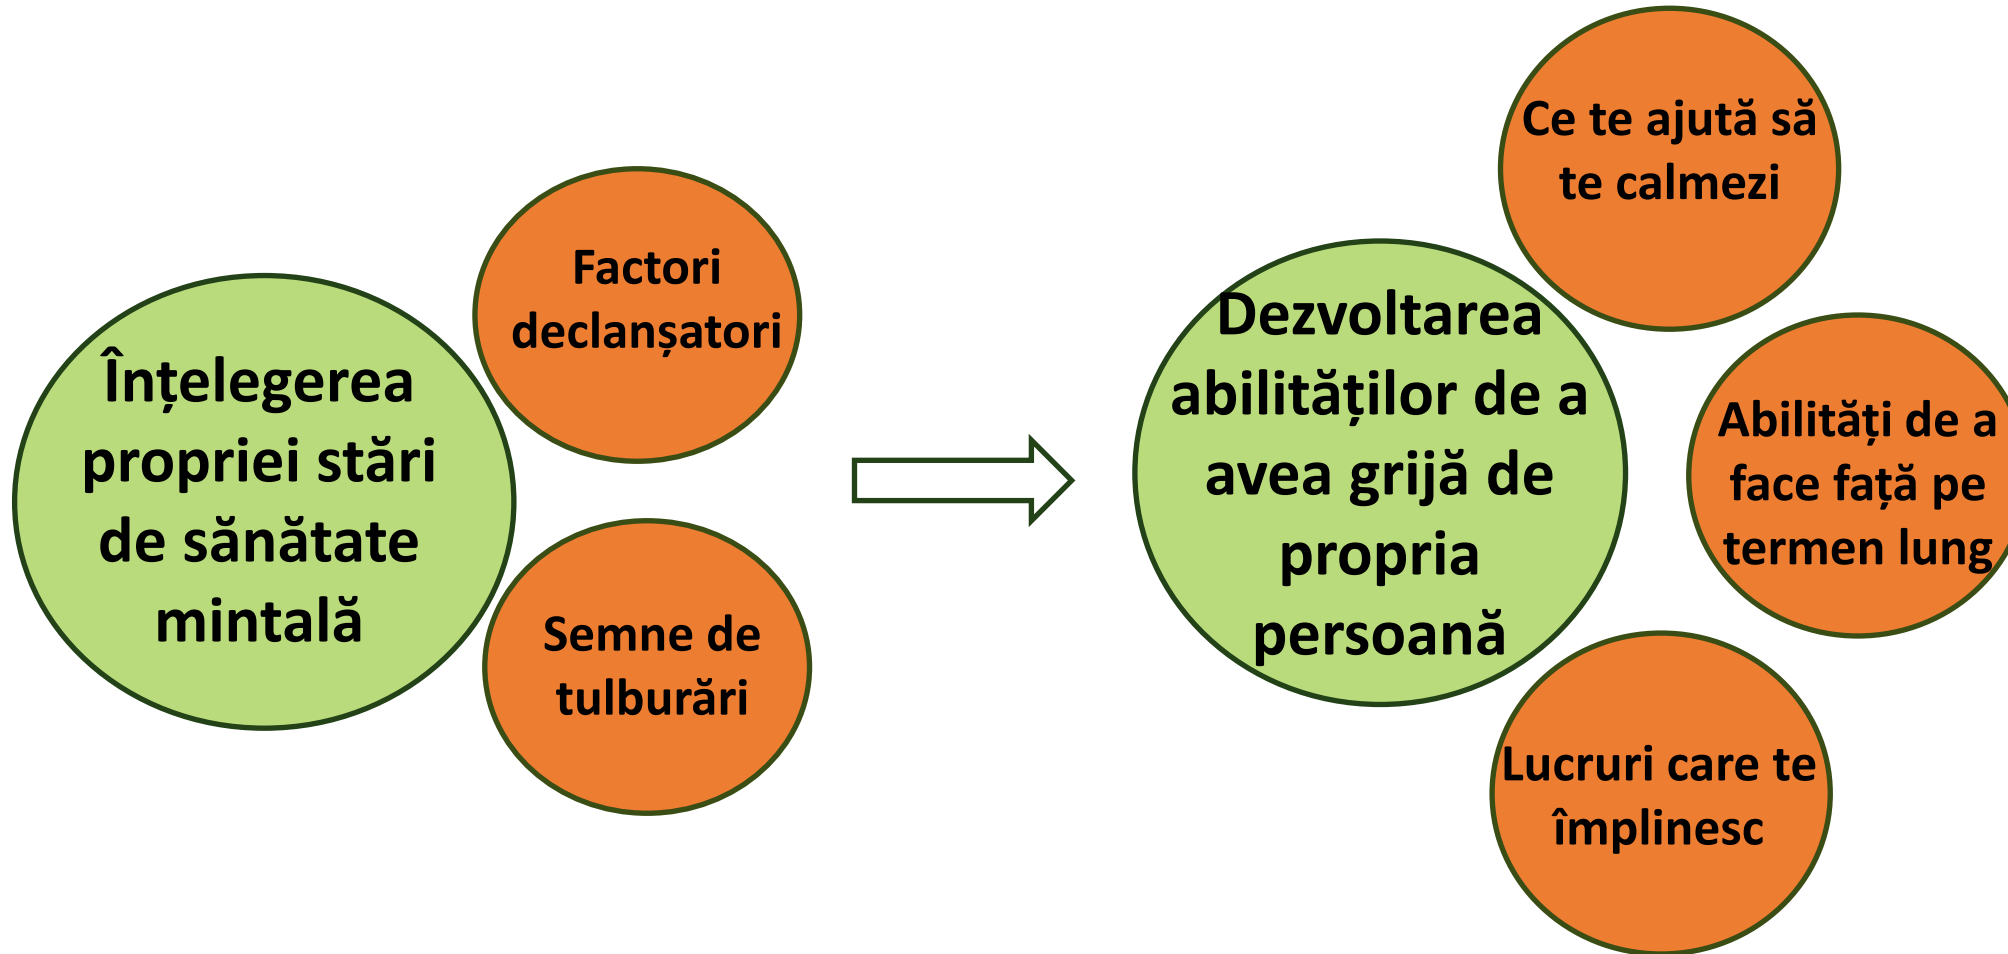 Înțelegerea
propriei stări
de sănătate
mintală
Factori
declanșatori
Semne de
tulburări
Dezvoltarea
abilităților de a
avea grijă de
propria
persoană
Ce te ajută să
te calmezi
Abilități de a
face față pe
termen lung
Lucruri care te
împlinesc